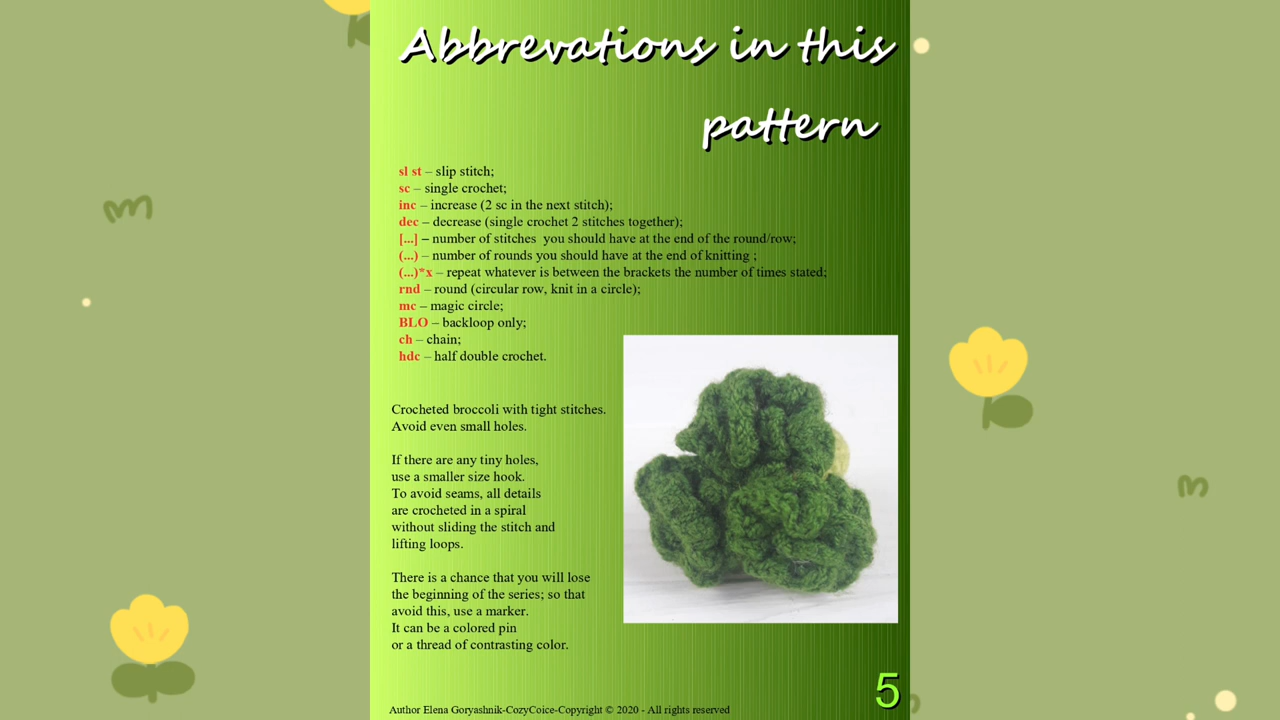 Abbrevations in this
pattern
sl st – slip stitch;
sc – single crochet;
inc – increase (2 sc in the next stitch);
dec – decrease (single crochet 2 stitches together);
[...] – number of stitches  you should have at the end of the round/row;
(...) – number of rounds you should have at the end of knitting ;
(...)*x – repeat whatever is between the brackets the number of times stated;
rnd – round (circular row, knit in a circle);
mc – magic circle;
BLO – backloop only;
ch – chain;
hdc – half double crochet.
Crocheted broccoli with tight stitches.
Avoid even small holes.
If there are any tiny holes,
use a smaller size hook.
To avoid seams, all details
are crocheted in a spiral
without sliding the stitch and
lifting loops.
There is a chance that you will lose
the beginning of the series; so that
avoid this, use a marker.
It can be a colored pin
or a thread of contrasting color.
5
Author Elena Goryashnik-CozyCoice-Copyright © 2020 - All rights reserved